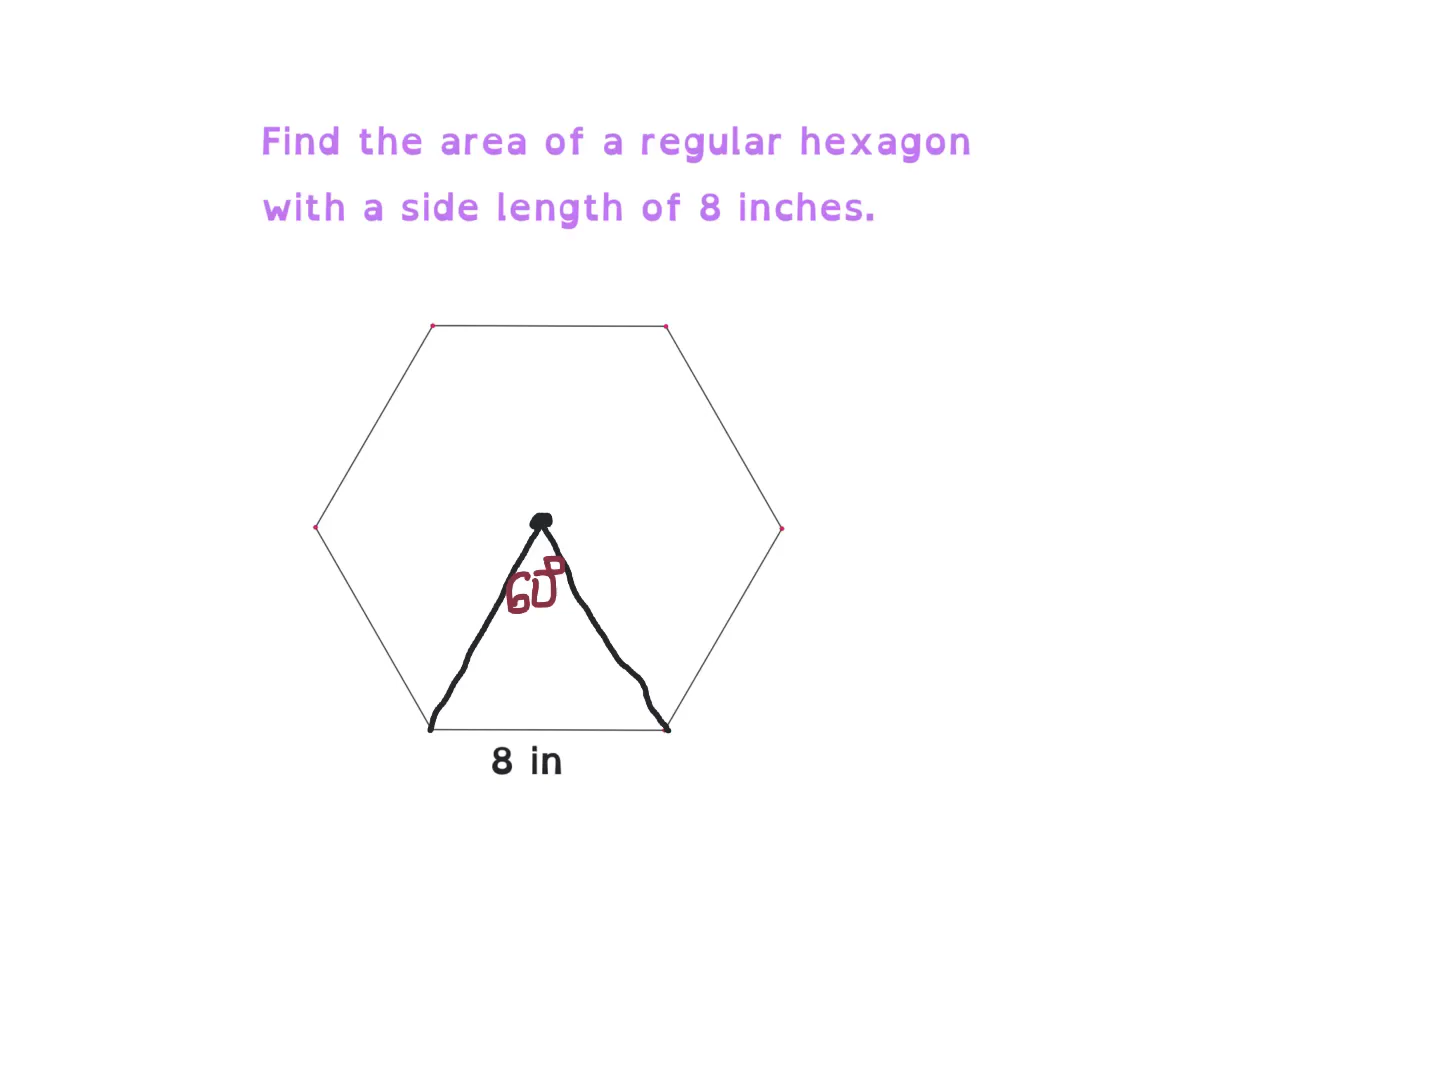 Find the area of a regular hexagon
with a side length of 8 inches.
60°
8 in